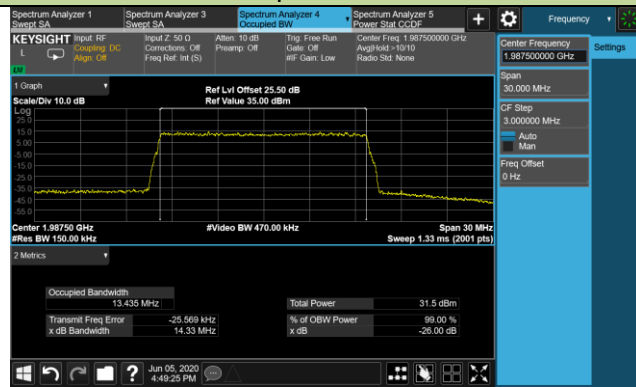 Spectrum Analyzer 1
Swept SA
Spectrum Analyzer 3
Swept SA
Spectrum Analyzer 4
Occupied BW
Spectrum Analyzer 5
Power Stat CCDF
+
Frequency
KEYSIGHT
L
LM
Input: RF
Coupling: DC
Align: Off
Input Z: 50 Ω
Corrections: Off
Freq Ref: Int (S)
Atten: 10 dB
Preamp: Off
Trig: Free Run
Gate: Off
#IF Gain: Low
Center Freq: 1.987500000 GHz
Avg|Hold:>10/10
Radio Std: None
Center Frequency
1.987500000 GHz
Settings
Span
30.000 MHz
CF Step
3.000000 MHz
Auto
Man
Freq Offset
0 Hz
1 Graph
Scale/Div 10.0 dB
Ref Lvl Offset 25.50 dB
Ref Value 35.00 dBm
Log
25.0
15.0
5.00
-5.00
-15.0
-25.0
-35.0
-45.0
-55.0
Center 1.98750 GHz
#Video BW 470.00 kHz
Span 30 MHz
#Res BW 150.00 kHz
Sweep 1.33 ms (2001 pts)
2 Metrics
Occupied Bandwidth
13.435 MHz
Total Power 31.5 dBm
Transmit Freq Error -25.569 kHz
% of OBW Power 99.00 %
x dB Bandwidth 14.33 MHz
x dB -26.00 dB
?
Jun 05, 2020
4:49:25 PM